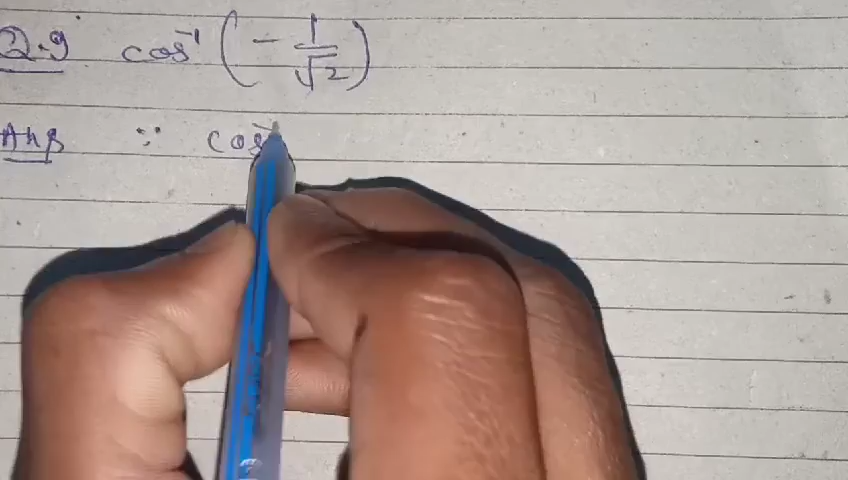 Q.9 cos⁻¹ (- 1/√2)
Ans ∵ cos⁻